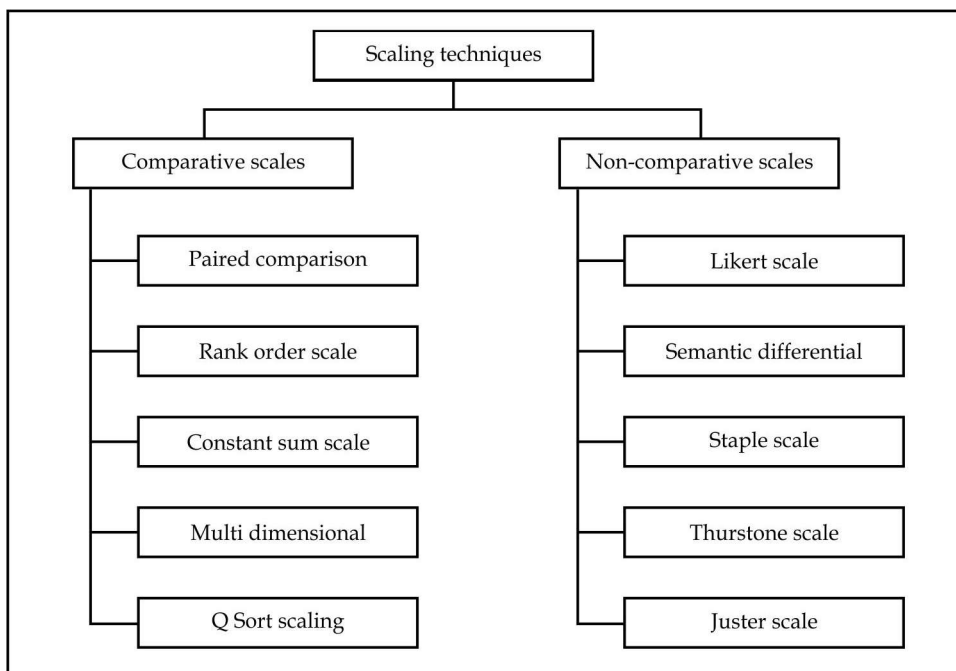 Scaling techniques
Comparative scales
Non-comparative scales
Paired comparison
Likert scale
Rank order scale
Semantic differential
Constant sum scale
Staple scale
Multi dimensional
Thurstone scale
Q Sort scaling
Juster scale